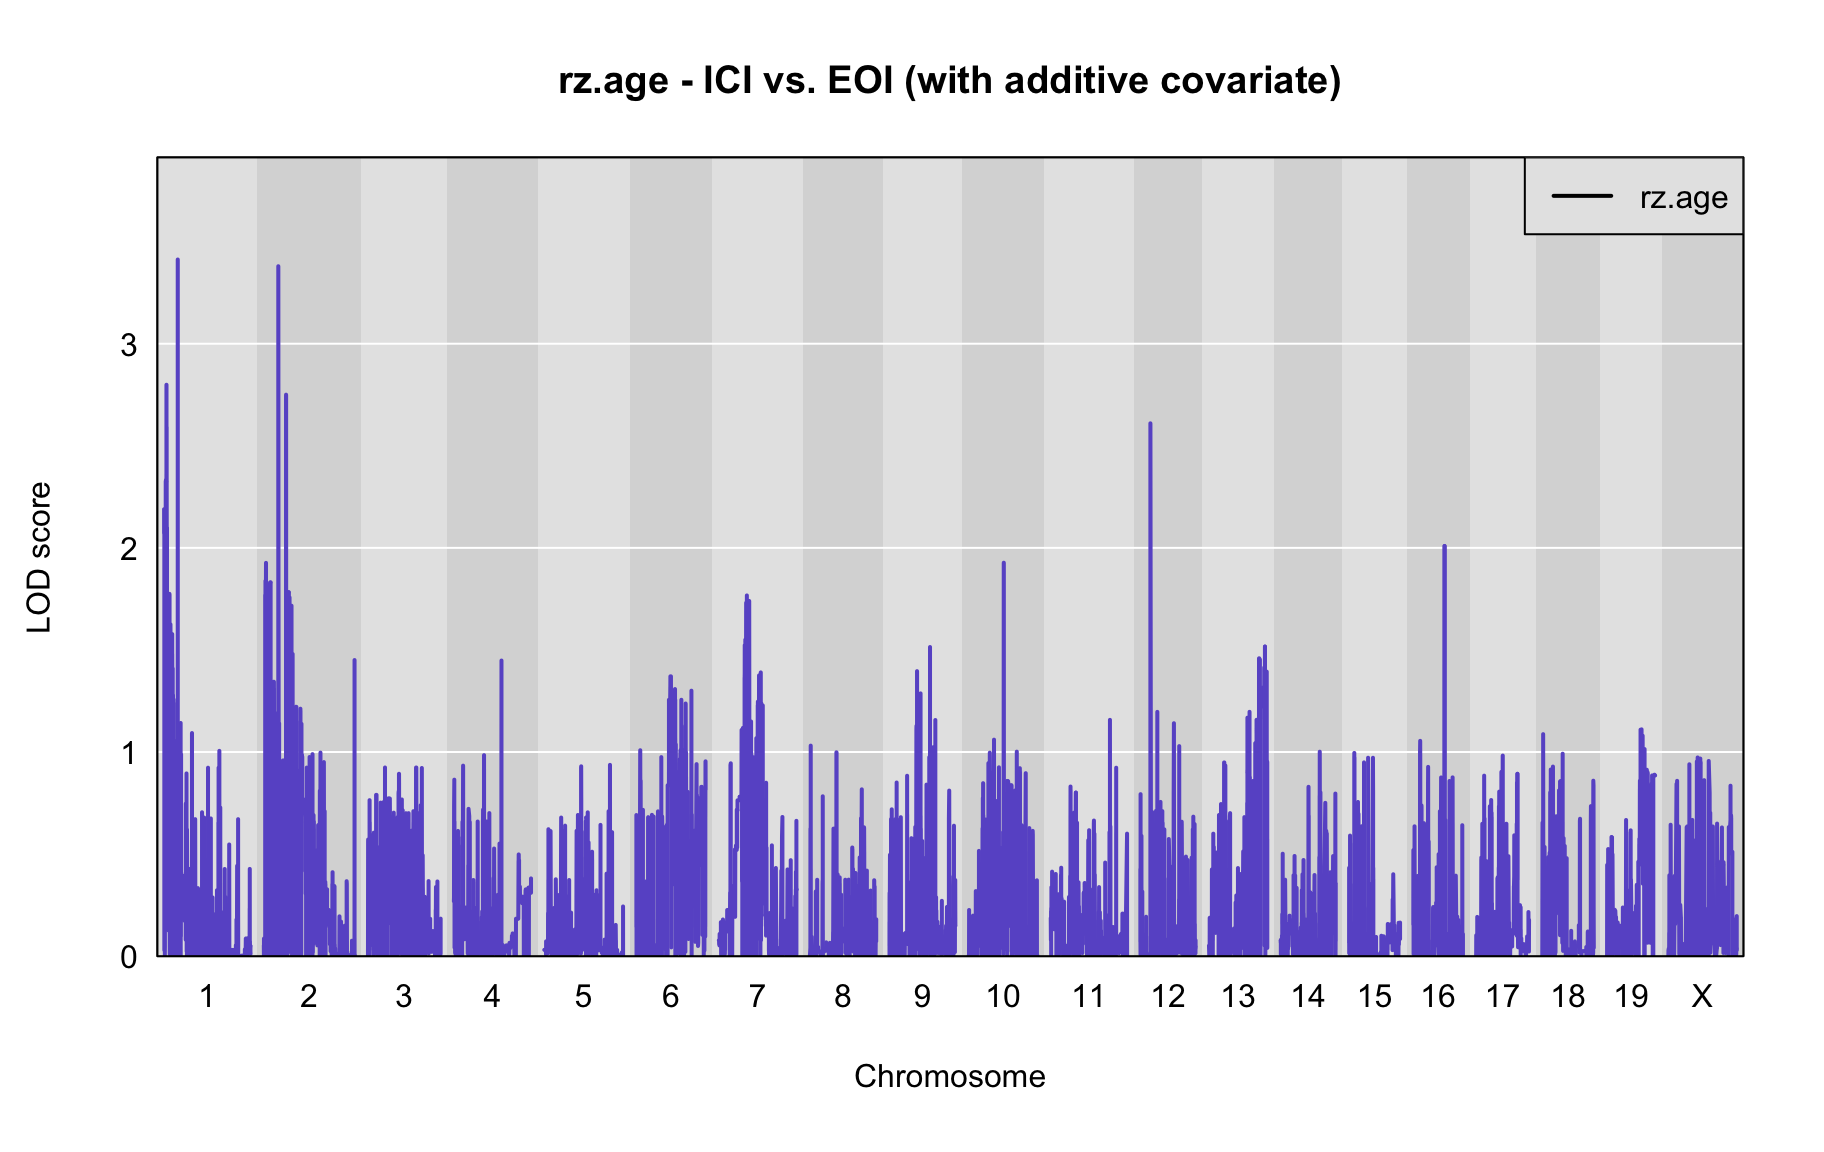 rz.age - ICI vs. EOI (with additive covariate)
rz.age
LOD score
3
2
1
0
1 2 3 4 5 6 7 8 9 10 11 12 13 14 15 16 17 18 19 X
Chromosome